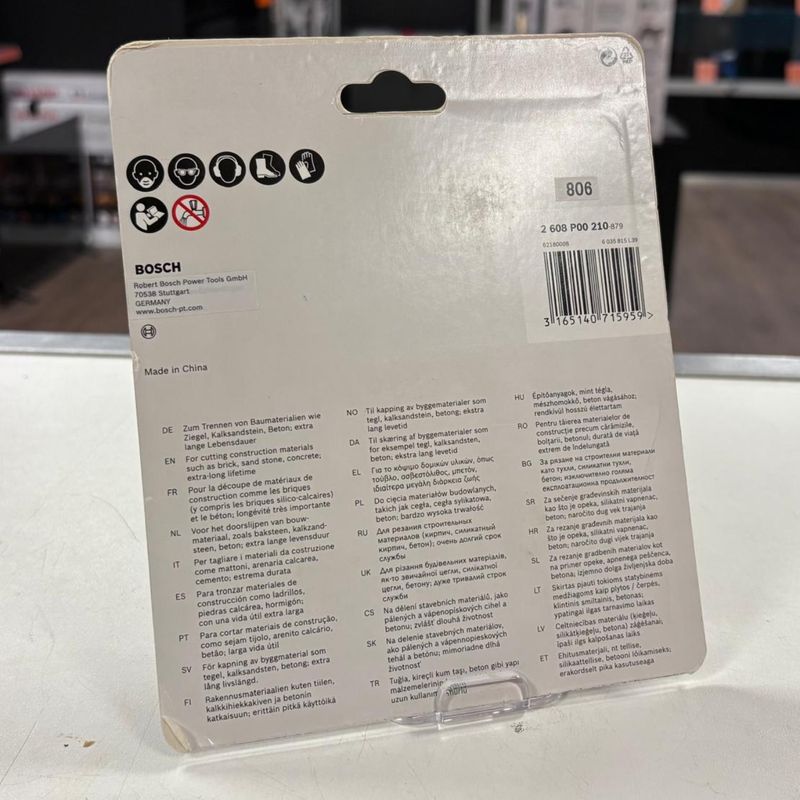 806
2 608 P00 210-879
62180008 6 035 815 L39
3 165140 715959 >
BOSCH
Robert Bosch Power Tools GmbH
70538 Stuttgart
GERMANY
www.bosch-pt.com
Made in China
DE Zum Trennen von Baumaterialien wie
Ziegel, Kalksandstein, Beton; extra
lange Lebensdauer
EN For cutting construction materials
such as brick, sand stone, concrete;
extra-long lifetime
FR Pour la découpe de matériaux de
construction comme les briques
(y compris les briques silico-calcaires)
et le béton; longévité très importante
NL Voor het doorslijpen van bouw-
materiaal, zoals baksteen, kalkzand-
steen, beton; extra lange levensduur
IT Per tagliare i materiali da costruzione
come mattoni, arenaria calcarea,
cemento; estrema durata
ES Para tronzar materiales de
construcción como ladrillos,
piedras calcárea, hormigón;
con una vida útil extra larga
PT Para cortar materiais de construção,
como sejam tijolo, arenito calcário,
betão; larga vida útil
SV För kapning av byggmaterial som
tegel, kalksandsten, betong; extra
lång livslängd.
FI Rakennusmateriaalien kuten tiilen,
kalkkihiekkakiven ja betonin
katkaisuun; erittäin pitkä käyttöikä
NO Til kapping av byggematerialer som
tegl, kalksandstein, betong; ekstra
lang levetid
DA Til skæring af byggematerialer som
for eksempel tegl, kalksandsten,
beton; ekstra lang levetid
EL Για το κόψιμο δομικών υλικών, όπως
τούβλο, ασβεστόλιθος, μπετόν,
ιδιαίτερα μεγάλη διάρκεια ζωής
PL Do cięcia materiałów budowlanych,
takich jak cegła, cegła sylikatowa,
beton; bardzo wysoka trwałość
RU Для резания строительных
материалов (кирпич, силикатный
кирпич, бетон); очень долгий срок
службы
UK Для різання будівельних матеріалів,
як-то звичайної цегли, силікатної
цегли, бетону; дуже тривалий строк
служби
CS Na dělení stavebních materiálů, jako
pálených a vápenopískových cihel a
betonu; zvlášť dlouhá životnost
SK Na delenie stavebných materiálov,
ako pálených a vápennopieskových
tehál a betónu; mimoriadne dlhá
životnosť
TR Tuğla, kireçli kum taşı, beton gibi yapı
malzemelerinin
uzun kullanım
HU Építőanyagok, mint tégla,
mészhomokkő, beton vágásához;
rendkívül hosszú élettartam
RO Pentru tăierea materialelor de
construcţie precum cărămizile,
bolţarii, betonul; durată de viaţă
extrem de îndelungată
BG За рязане на строителни материали
като тухли, силикатни тухли,
бетон; изключително голяма
експлоатационна продължителност
SR Za sečenje građevinskih materijala
kao što je opeka, silikatni vapnenac,
beton; naročito dug vek trajanja
HR Za rezanje građevnih materijala kao
što je opeka, silikatni vapnenac,
beton; naročito dugi vijek trajanja
SL Za rezanje gradbenih materialov kot
na primer opeke, apnenega peščenca,
betona; izjemno dolga življenjska doba
LT Skirtas pjauti tokioms statybinėms
medžiagoms kaip plytos / čerpės,
klintinis smiltainis, betonas;
ypatingai ilgas tarnavimo laikas
LV Celtniecības materiālu (ķieģeļu,
silikātķieģeļu, betona) zāģēšanai;
īpaši ilgs kalpošanas laiks
ET Ehitusmaterjali, nt tellise,
silikaattellise, betooni lõikamiseks;
erakordselt pika kasutuseaga